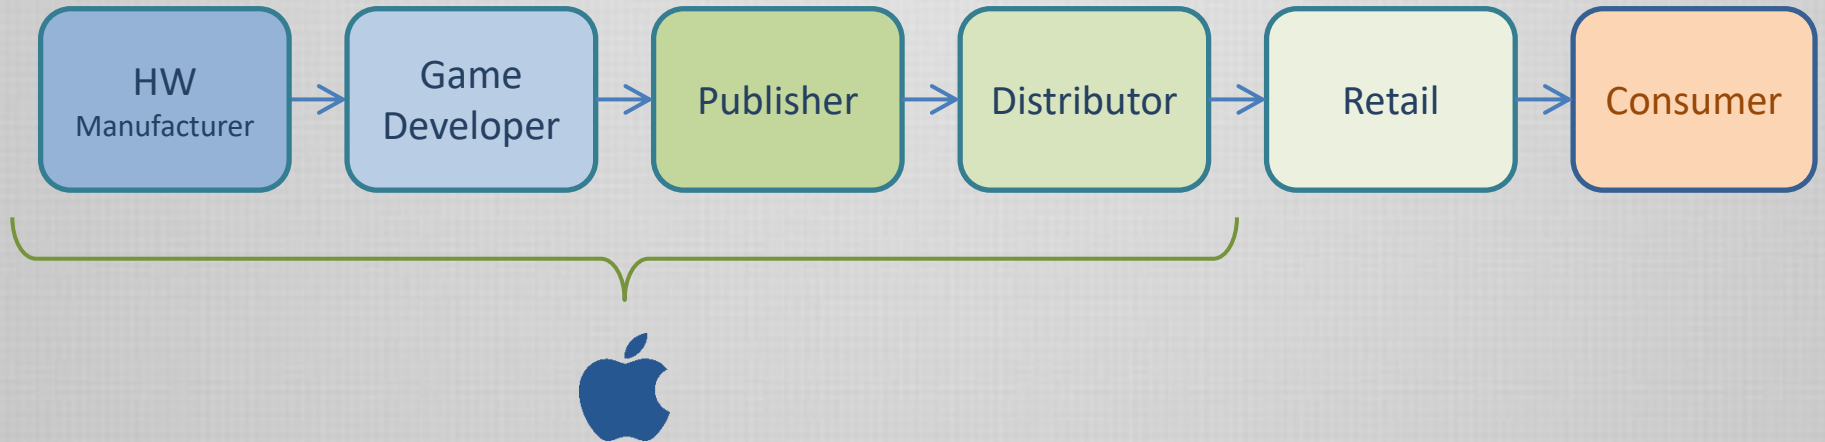 HW
Manufacturer
Game
Developer
Publisher
Distributor
Retail
Consumer